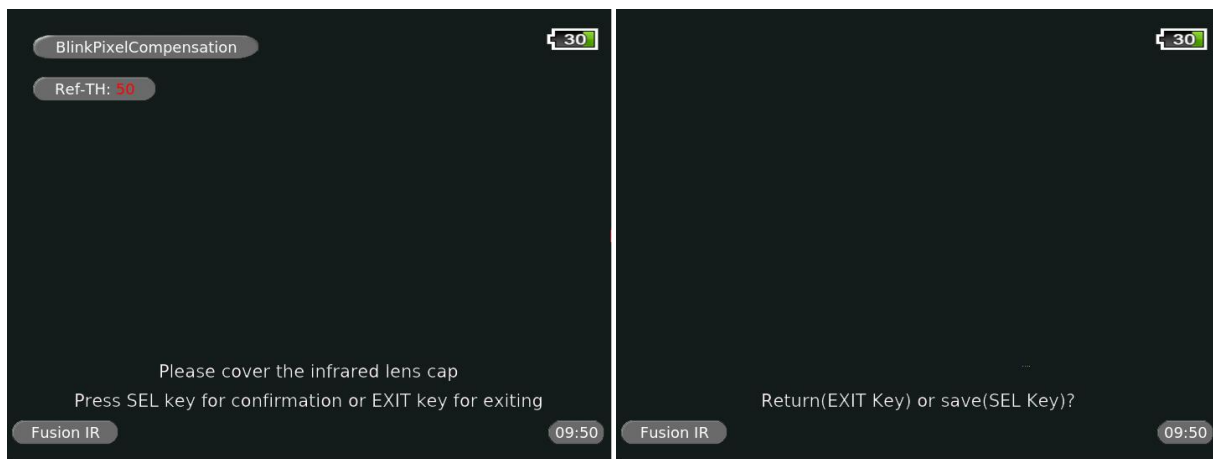 BlinkPixelCompensation
30
Ref-TH: 50
Please cover the infrared lens cap
Press SEL key for confirmation or EXIT key for exiting
Fusion IR
09:50
30
Return(EXIT Key) or save(SEL Key)?
Fusion IR
09:50